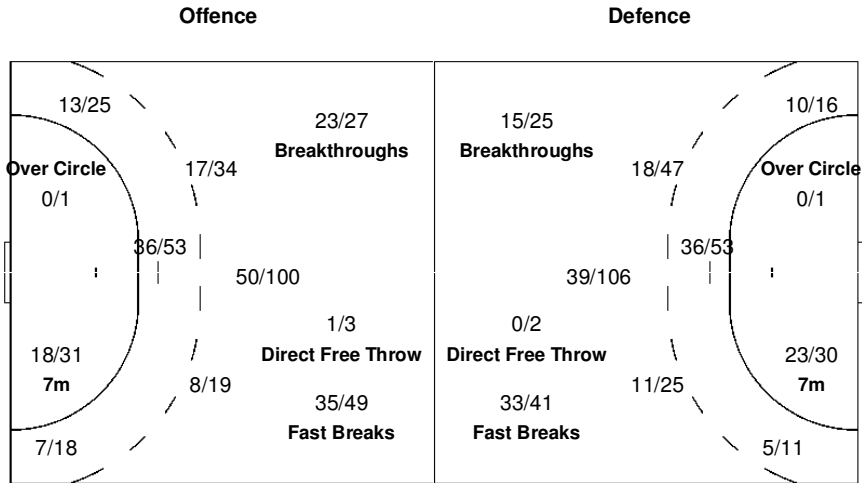 Offence
Defence
13/25
23/27
Breakthroughs
15/25
Breakthroughs
10/16
Over Circle
0/1
17/34
18/47
Over Circle
0/1
36/53
36/53
50/100
39/106
1/3
Direct Free Throw
0/2
Direct Free Throw
18/31
7m
8/19
11/25
23/30
7m
35/49
Fast Breaks
33/41
Fast Breaks
7/18
5/11